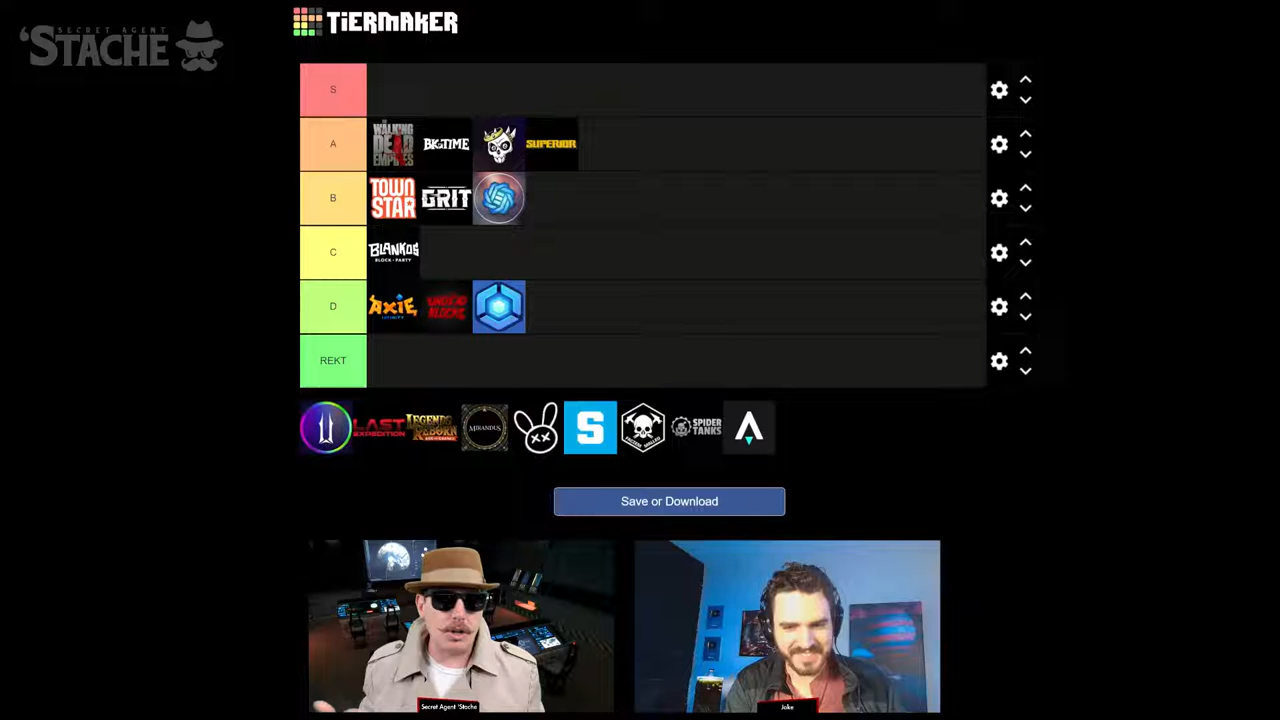 SECRET AGENT
'STACHE
TiERMAKER
S
A
THE WALKING DEAD EMPIRES
BIGTIME
SUPERIOR
B
TOWN STAR
GRIT
C
BLANKOS
BLOCK•PARTY
D
AXIE
INFINITY
UNDEAD BLOCKS
REKT
LAST EXPEDITION
LEGENDS REBORN
MIRANDUS
S
SPIDER TANKS
Save or Download
Secret Agent 'Stache
Jake